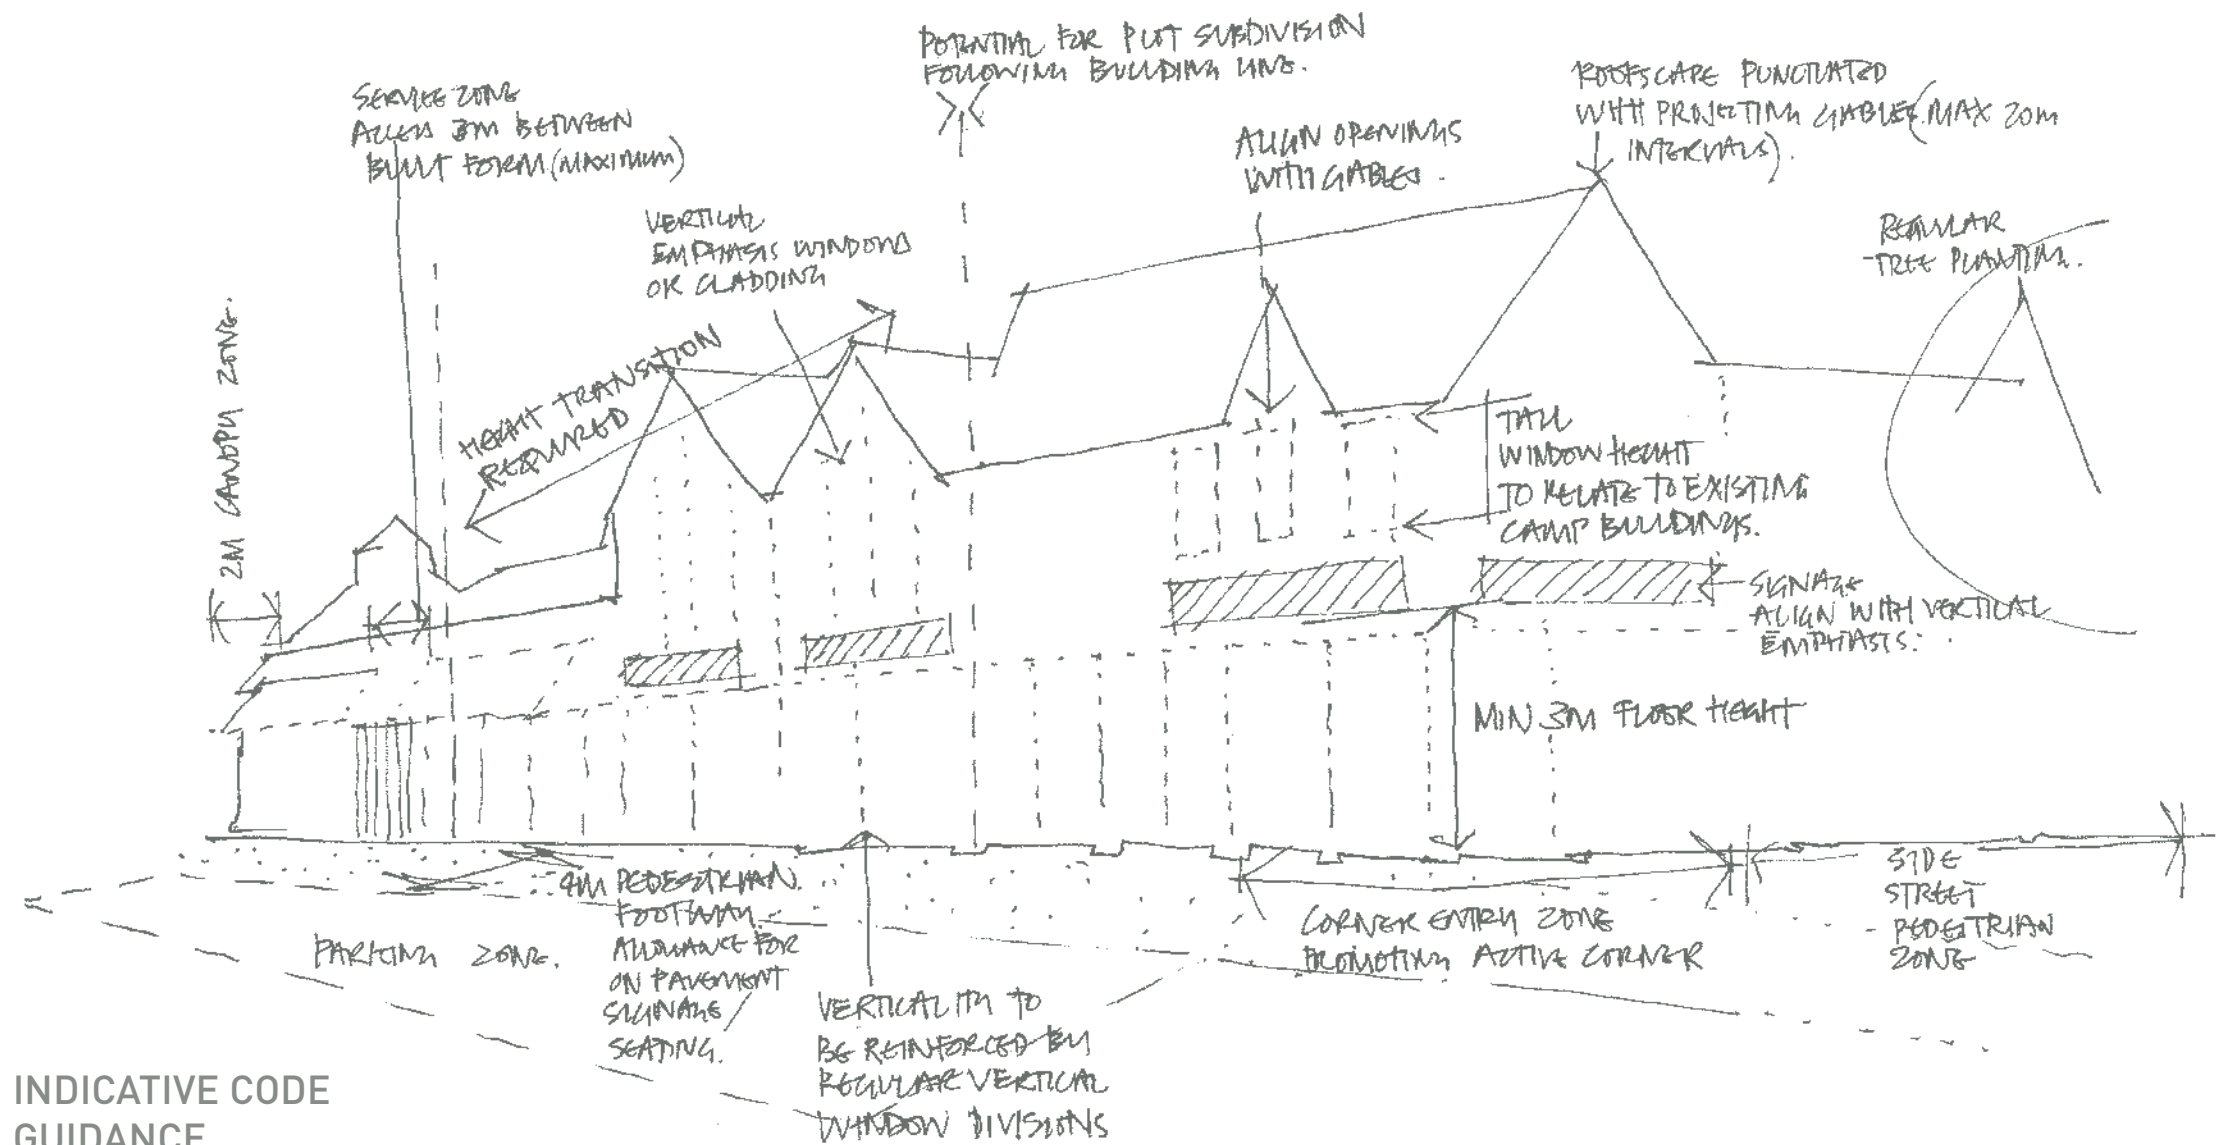 POTENTIAL FOR PLOT SUBDIVISION
FOLLOWING BUILDING LINE.
SERVICE ZONE
ACCESS 3M BETWEEN
BUILT FORM (MAXIMUM)
ROOFSCAPE PUNCTUATED
WITH PROJECTING GABLES (MAX 20M
INTERVALS).
ALIGN OPENINGS
WITH GABLES.
VERTICAL
EMPHASIS WINDOWS
OR CLADDING
REGULAR
TREE PLANTING.
2M CANOPY ZONE.
HEIGHT TRANSITION
REQUIRED
TALL
WINDOW HEIGHT
TO RELATE TO EXISTING
CAMP BUILDINGS.
SIGNAGE
ALIGN WITH VERTICAL
EMPHASIS.
MIN 3M FLOOR HEIGHT
4M PEDESTRIAN
FOOTWAY.
ALLOWANCE FOR
ON PAVEMENT
SIGNAGE /
SEATING.
PARKING ZONE.
CORNER ENTRY ZONE
PROMOTING ACTIVE CORNER
SIDE
STREET
PEDESTRIAN
ZONE
VERTICALITY TO
BE REINFORCED BY
REGULAR VERTICAL
WINDOW DIVISIONS
INDICATIVE CODE
GUIDANCE